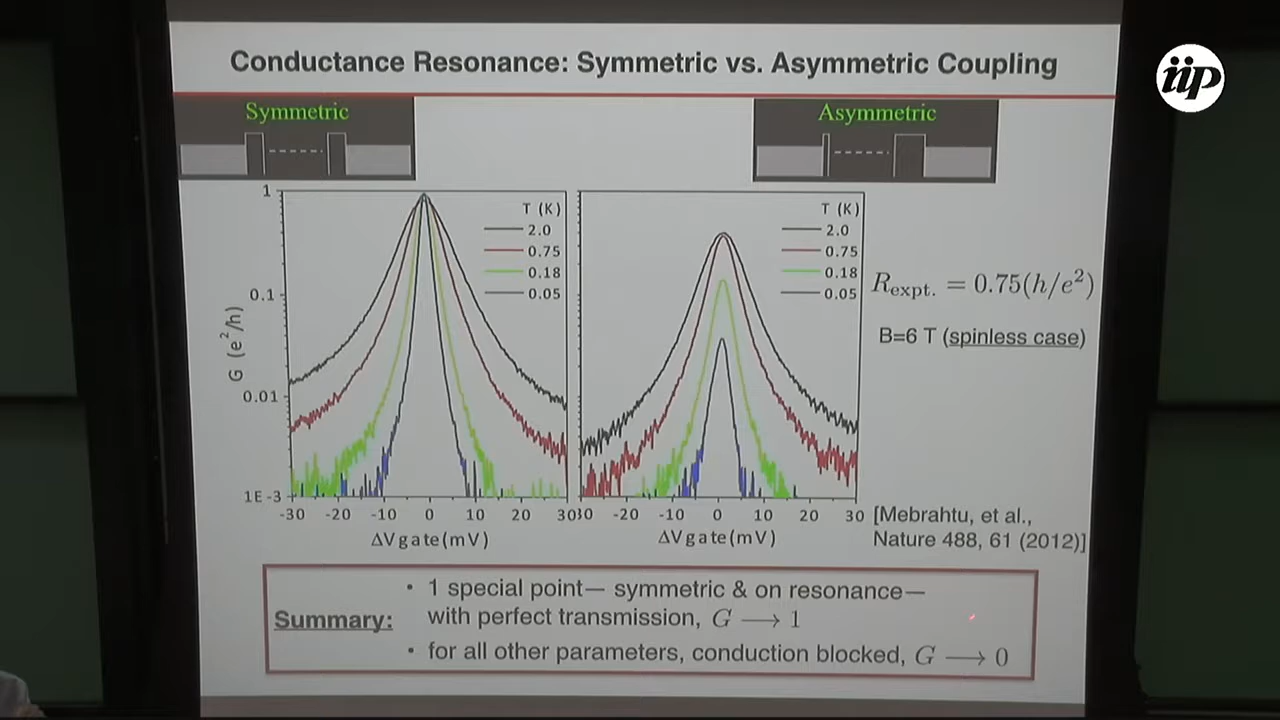 Conductance Resonance: Symmetric vs. Asymmetric Coupling
iip
Symmetric
Asymmetric
1
0.1
0.01
1E-3
G (e²/h)
T (K)
2.0
0.75
0.18
0.05
-30 -20 -10 0 10 20 30
ΔVgate(mV)
T (K)
2.0
0.75
0.18
0.05
30 -20 -10 0 10 20 30
ΔVgate(mV)
R_expt. = 0.75(h/e²)
B=6 T (spinless case)
[Mebrahtu, et al.,
Nature 488, 61 (2012)]
Summary:
• 1 special point— symmetric & on resonance—
with perfect transmission, G ⟶ 1
• for all other parameters, conduction blocked, G ⟶ 0